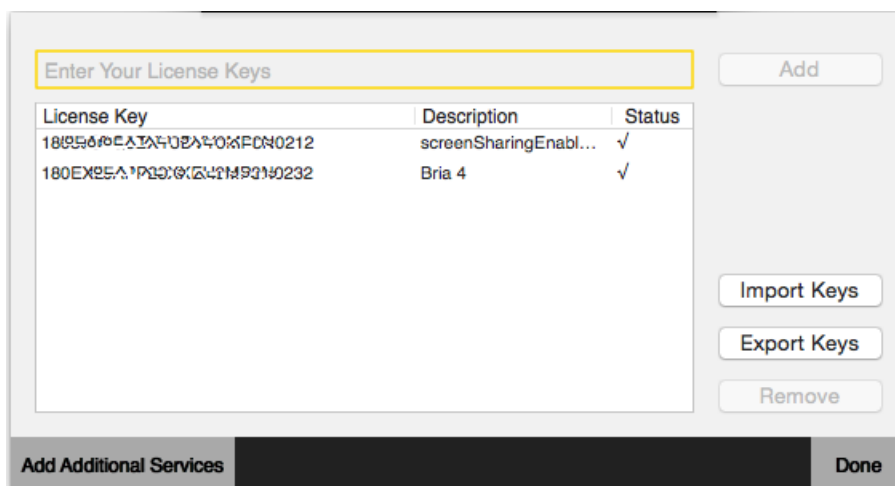 Enter Your License Keys
Add
License Key Description Status
screenSharingEnabl... √
Bria 4 √
Import Keys
Export Keys
Remove
Add Additional Services Done